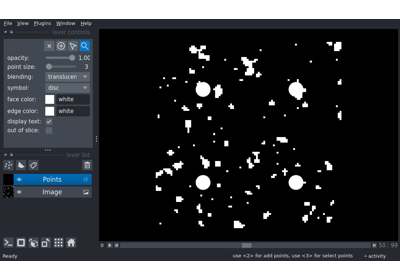 File View Plugins Window Help
layer controls
opacity: 1.00
point size: 3
blending: translucen
symbol: disc
face color: white
edge color: white
display text:
out of slice:
layer list
Points
Image
0 50 99
Ready use <2> for add points, use <3> for select points activity